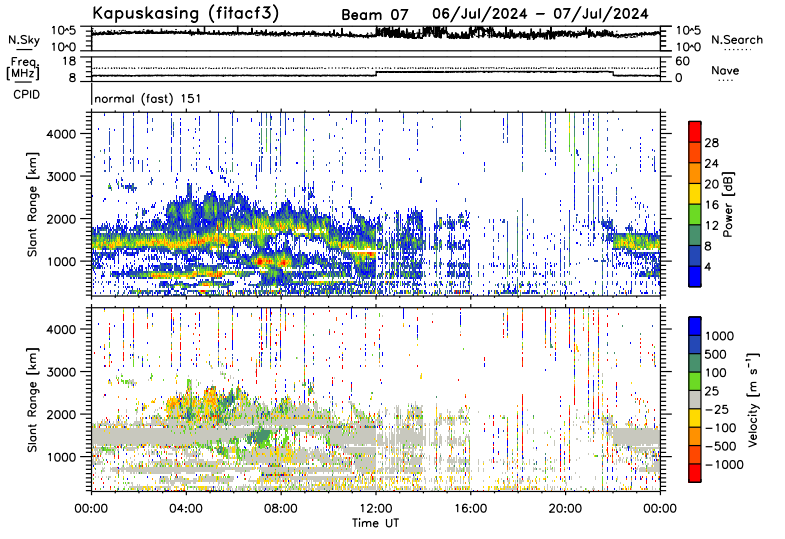 Kapuskasing (fitacf3) Beam 07 06/Jul/2024 – 07/Jul/2024
N.Sky 10^5 10^0 10^5 10^0 N.Search
Freq. [MHz] 18 8 60 0 Nave
CPID normal (fast) 151
Slant Range [km] 4000 3000 2000 1000
Power [dB] 28 24 20 16 12 8 4
Slant Range [km] 4000 3000 2000 1000
Velocity [m s^-1] 1000 500 100 25 −25 −100 −500 −1000
00:00 04:00 08:00 12:00 16:00 20:00 00:00
Time UT